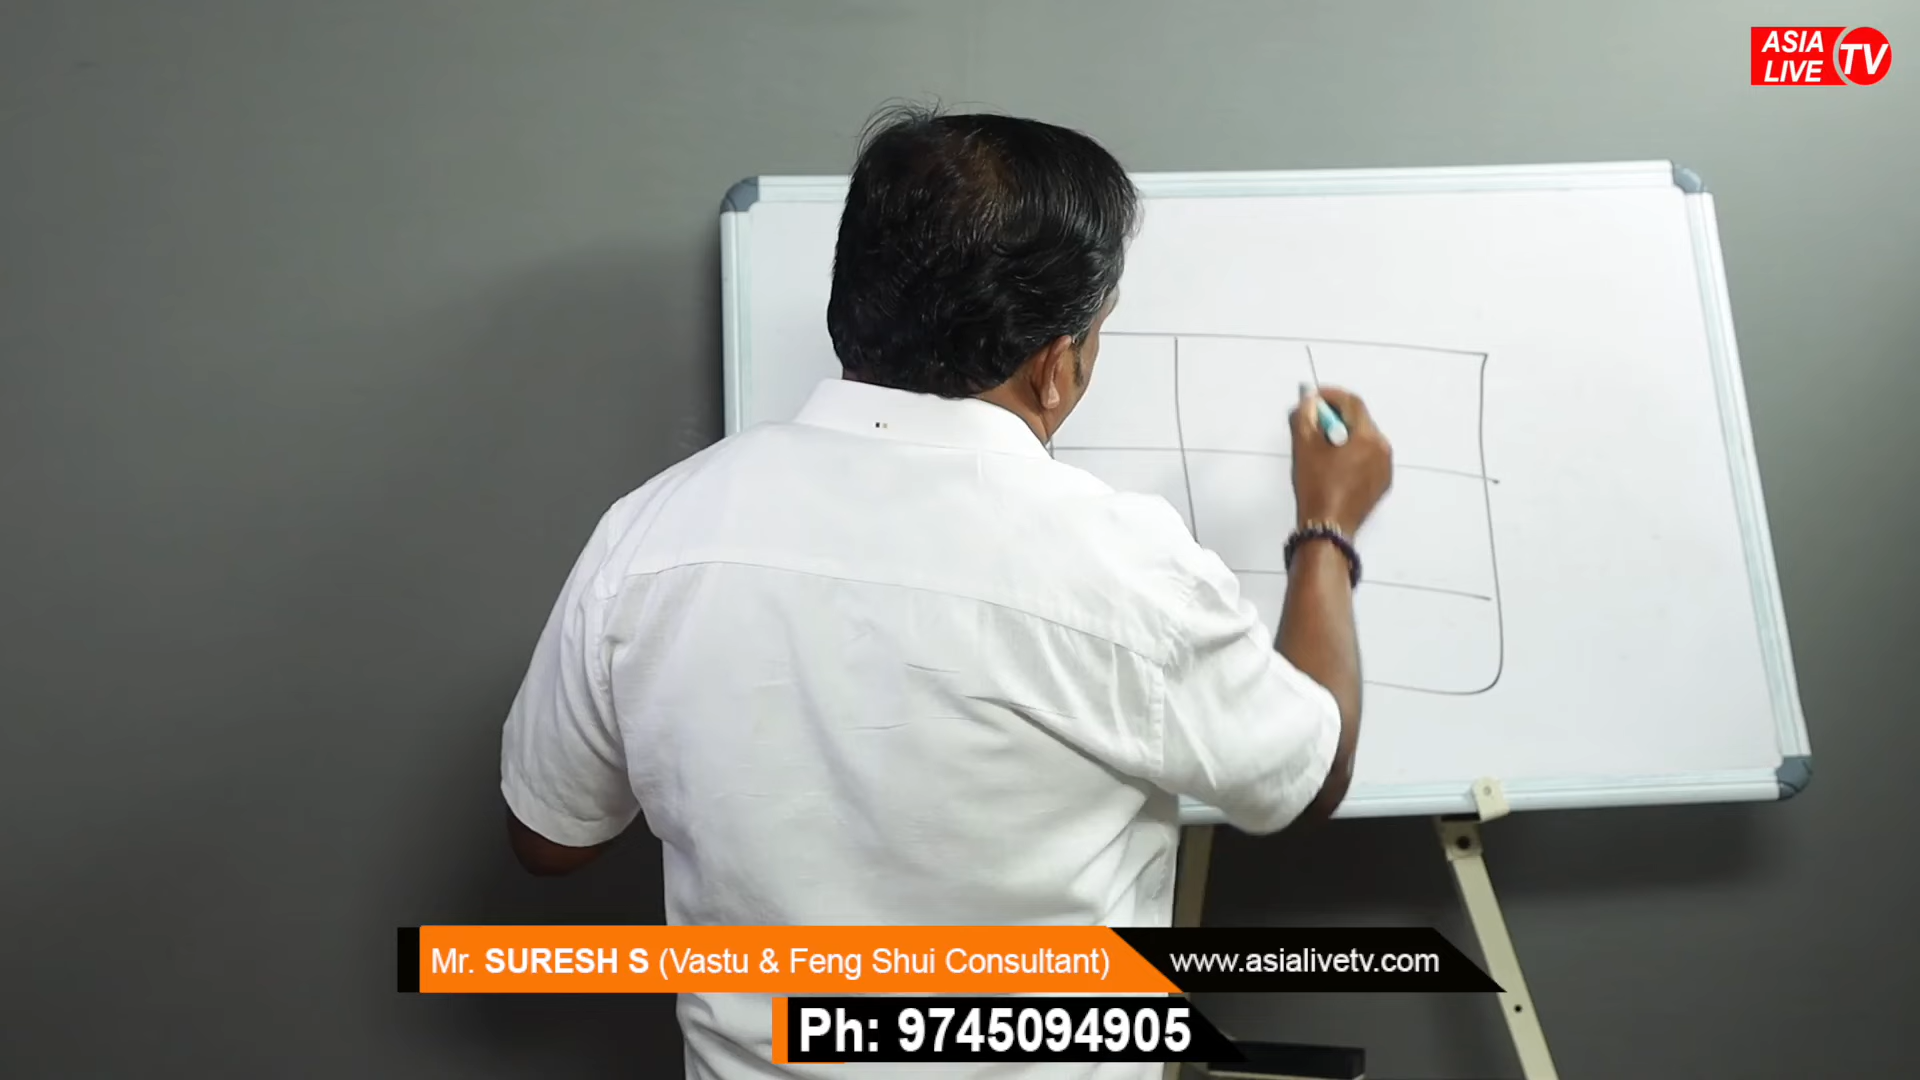 ASIA
LIVE TV
Mr. SURESH S (Vastu & Feng Shui Consultant)
www.asialivetv.com
Ph: 9745094905